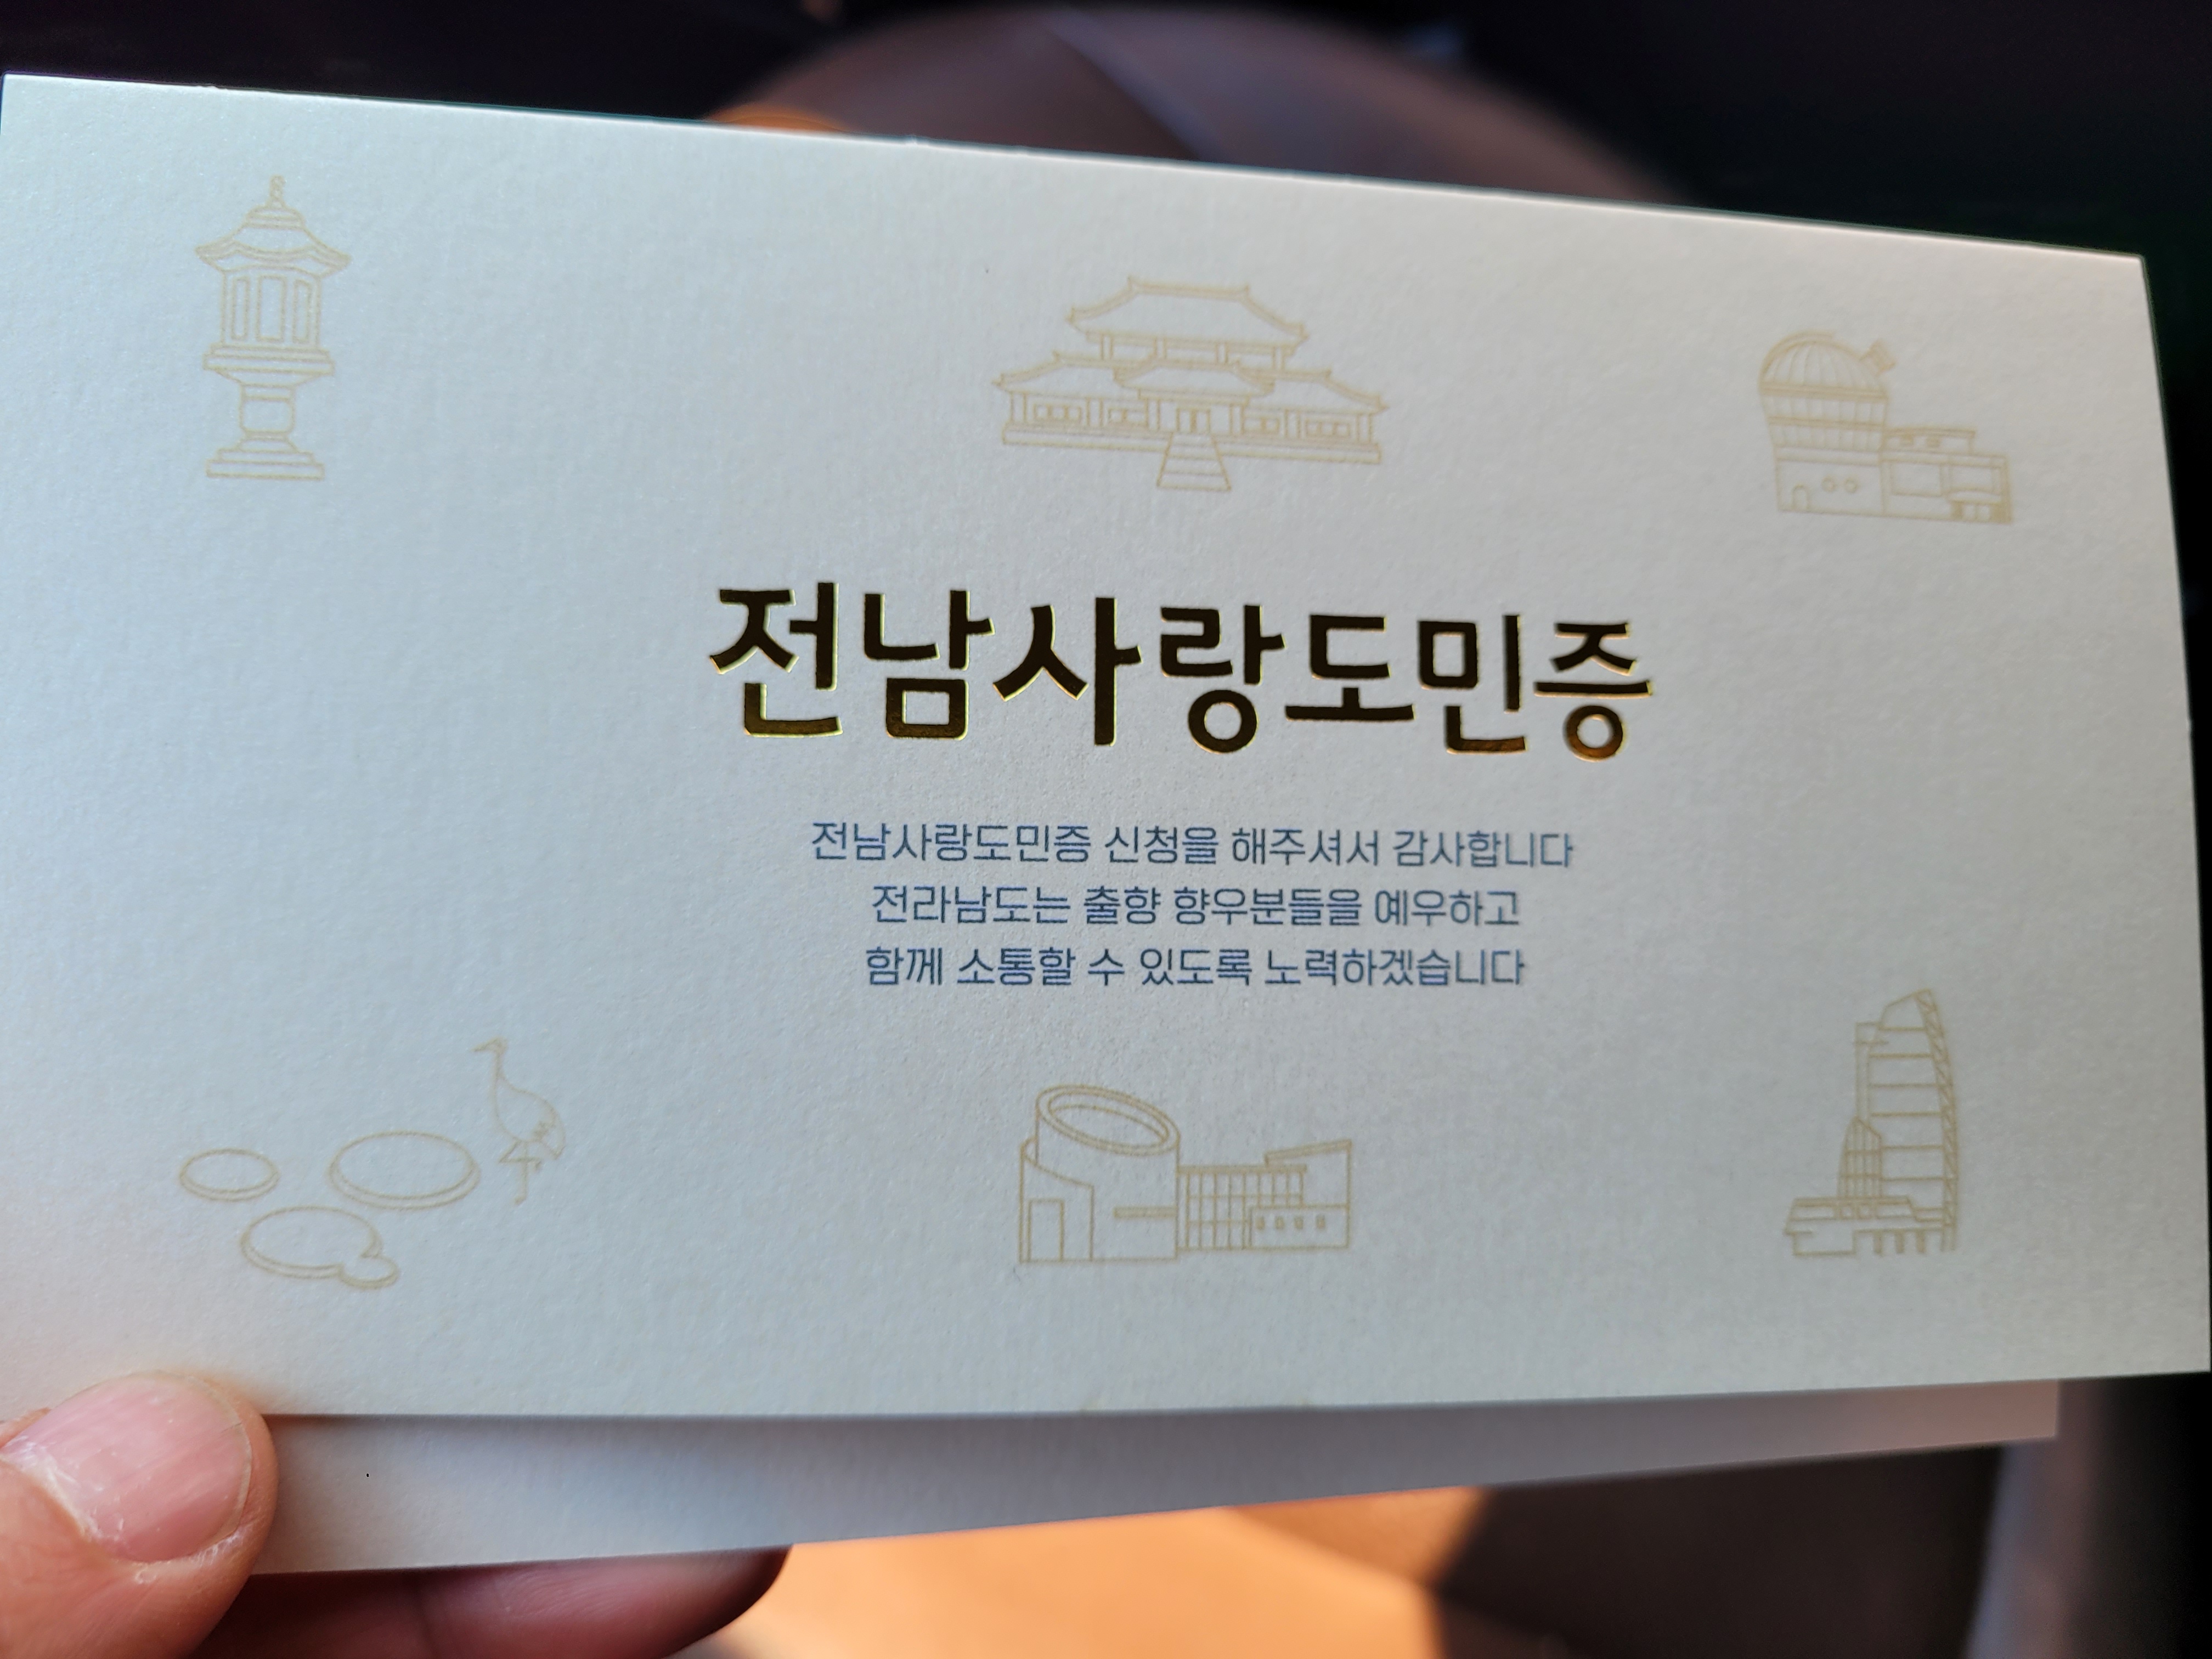 전남사랑도민증
전남사랑도민증 신청을 해주셔서 감사합니다
전라남도는 출향 향우분들을 예우하고
함께 소통할 수 있도록 노력하겠습니다